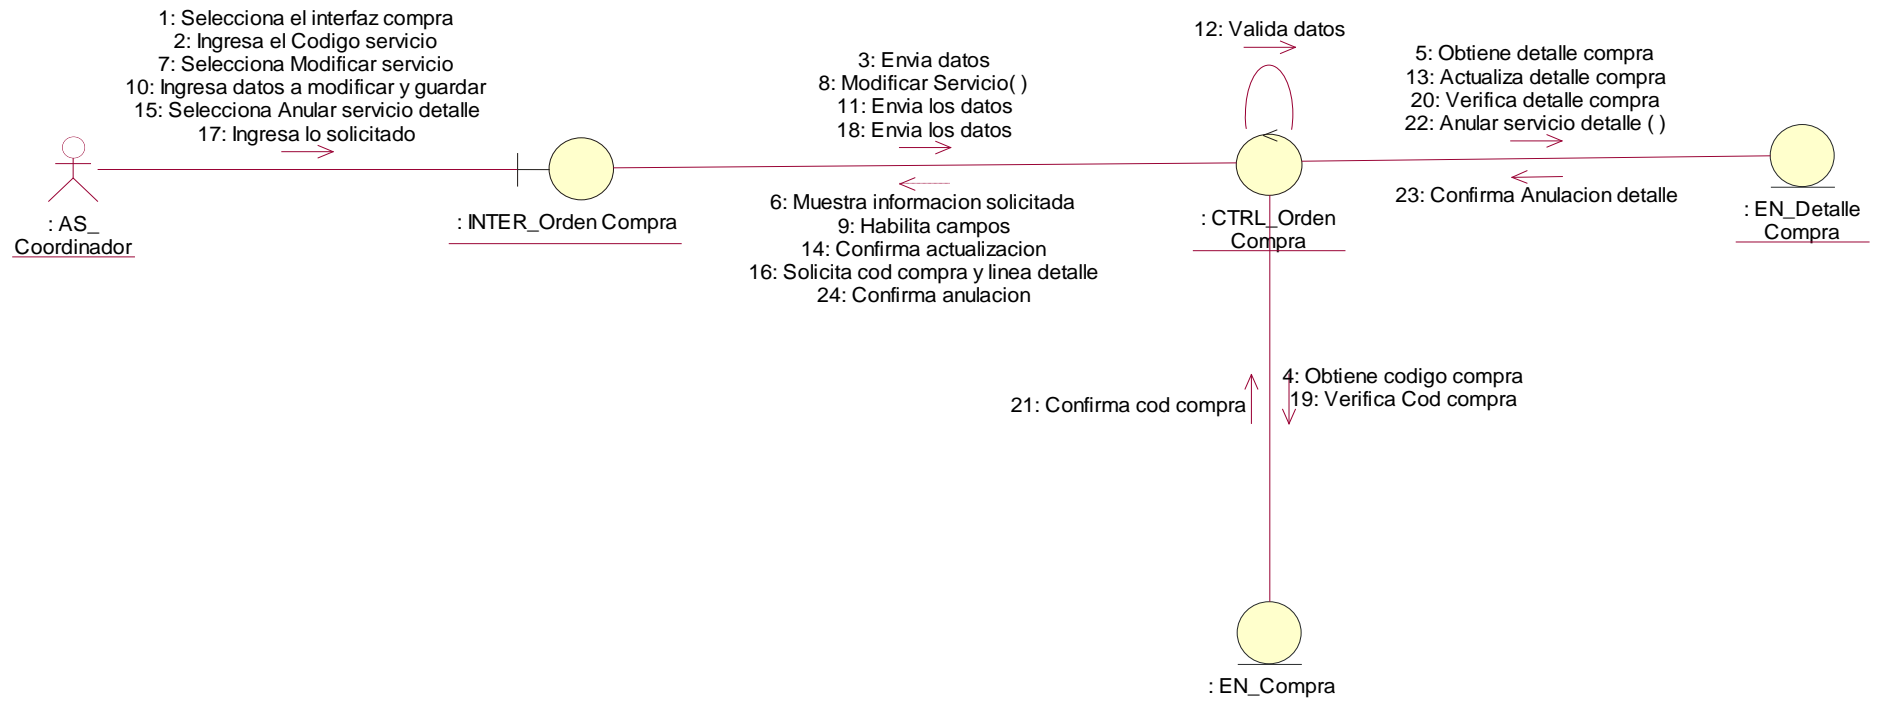 1: Selecciona el interfaz compra
2: Ingresa el Codigo servicio
7: Selecciona Modificar servicio
10: Ingresa datos a modificar y guardar
15: Selecciona Anular servicio detalle
17: Ingresa lo solicitado
3: Envia datos
8: Modificar Servicio( )
11: Envia los datos
18: Envia los datos
12: Valida datos
5: Obtiene detalle compra
13: Actualiza detalle compra
20: Verifica detalle compra
22: Anular servicio detalle ( )
6: Muestra informacion solicitada
9: Habilita campos
14: Confirma actualizacion
16: Solicita cod compra y linea detalle
24: Confirma anulacion
23: Confirma Anulacion detalle
: AS_
Coordinador
: INTER_Orden Compra
: CTRL_Orden
Compra
: EN_Detalle
Compra
4: Obtiene codigo compra
19: Verifica Cod compra
21: Confirma cod compra
: EN_Compra